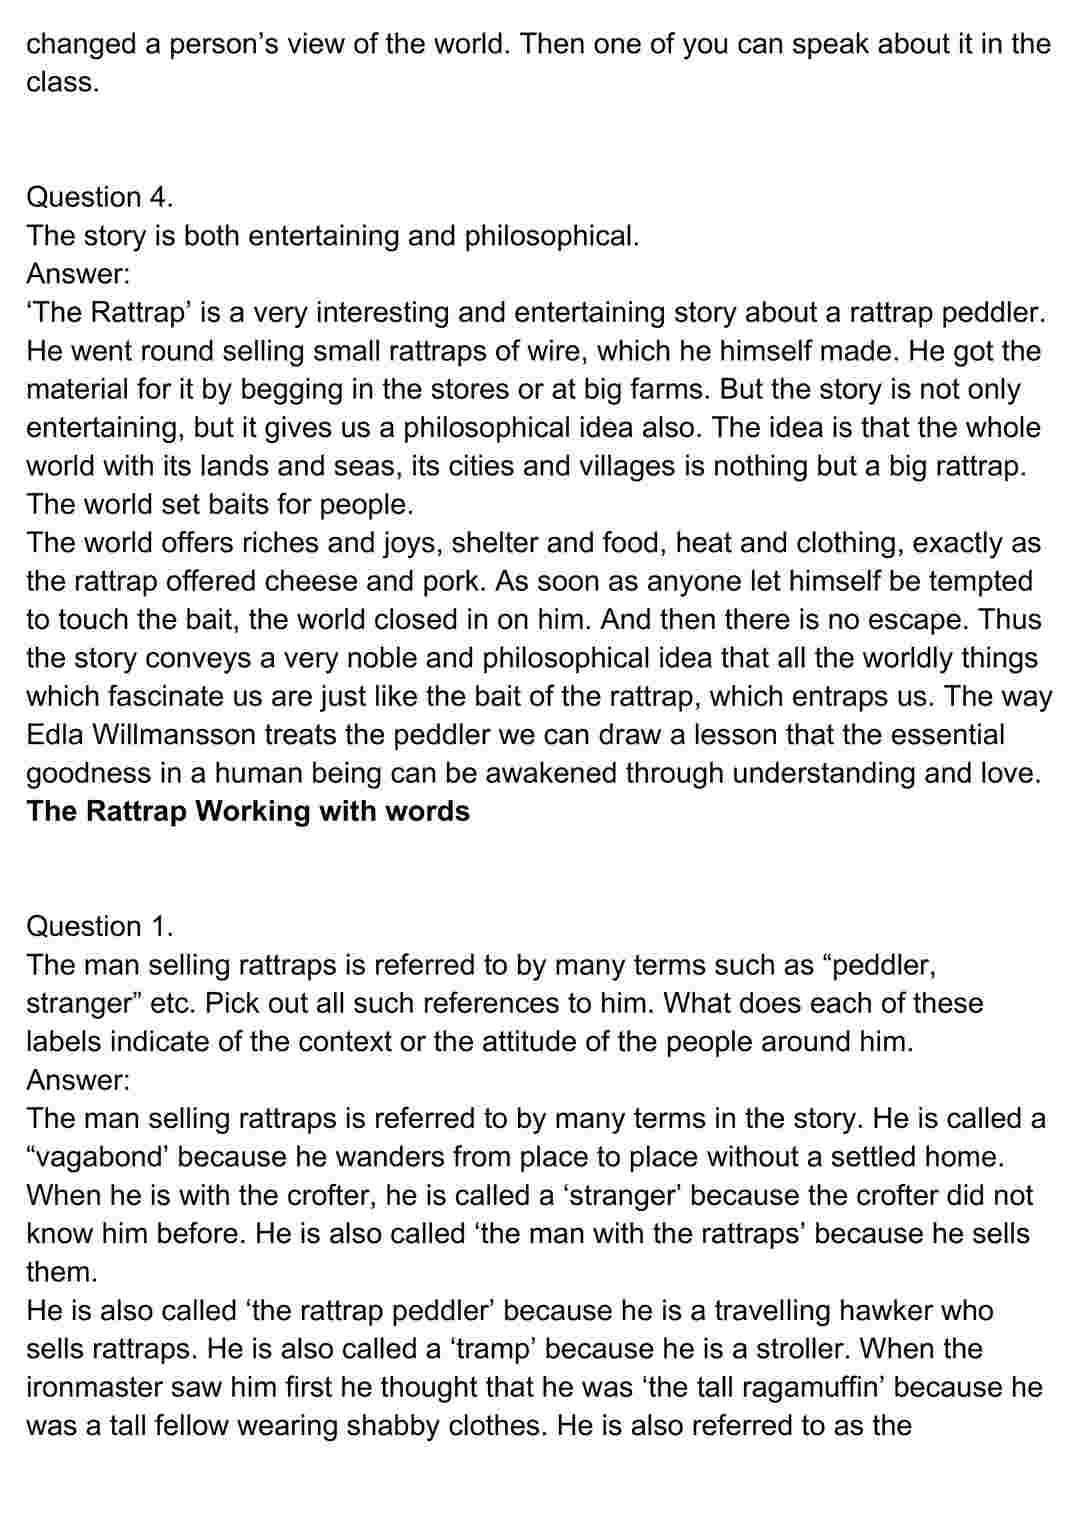 changed a person’s view of the world. Then one of you can speak about it in the
class.
Question 4.
The story is both entertaining and philosophical.
Answer:
‘The Rattrap’ is a very interesting and entertaining story about a rattrap peddler.
He went round selling small rattraps of wire, which he himself made. He got the
material for it by begging in the stores or at big farms. But the story is not only
entertaining, but it gives us a philosophical idea also. The idea is that the whole
world with its lands and seas, its cities and villages is nothing but a big rattrap.
The world set baits for people.
The world offers riches and joys, shelter and food, heat and clothing, exactly as
the rattrap offered cheese and pork. As soon as anyone let himself be tempted
to touch the bait, the world closed in on him. And then there is no escape. Thus
the story conveys a very noble and philosophical idea that all the worldly things
which fascinate us are just like the bait of the rattrap, which entraps us. The way
Edla Willmansson treats the peddler we can draw a lesson that the essential
goodness in a human being can be awakened through understanding and love.
The Rattrap Working with words
Question 1.
The man selling rattraps is referred to by many terms such as “peddler,
stranger” etc. Pick out all such references to him. What does each of these
labels indicate of the context or the attitude of the people around him.
Answer:
The man selling rattraps is referred to by many terms in the story. He is called a
“vagabond’ because he wanders from place to place without a settled home.
When he is with the crofter, he is called a ‘stranger’ because the crofter did not
know him before. He is also called ‘the man with the rattraps’ because he sells
them.
He is also called ‘the rattrap peddler’ because he is a travelling hawker who
sells rattraps. He is also called a ‘tramp’ because he is a stroller. When the
ironmaster saw him first he thought that he was ‘the tall ragamuffin’ because he
was a tall fellow wearing shabby clothes. He is also referred to as the